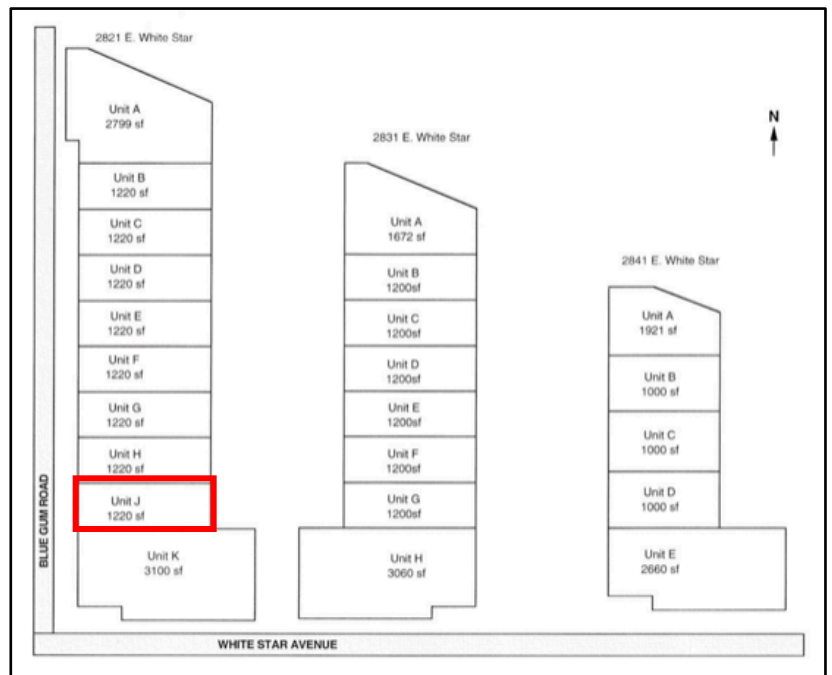 2821 E. White Star
Unit A
2799 sf
Unit B
1220 sf
Unit C
1220 sf
Unit D
1220 sf
Unit E
1220 sf
Unit F
1220 sf
Unit G
1220 sf
Unit H
1220 sf
Unit J
1220 sf
Unit K
3100 sf
2831 E. White Star
Unit A
1672 sf
Unit B
1200sf
Unit C
1200sf
Unit D
1200sf
Unit E
1200sf
Unit F
1200sf
Unit G
1200sf
Unit H
3060 sf
N
2841 E. White Star
Unit A
1921 sf
Unit B
1000 sf
Unit C
1000 sf
Unit D
1000 sf
Unit E
2660 sf
BLUE GUM ROAD
WHITE STAR AVENUE